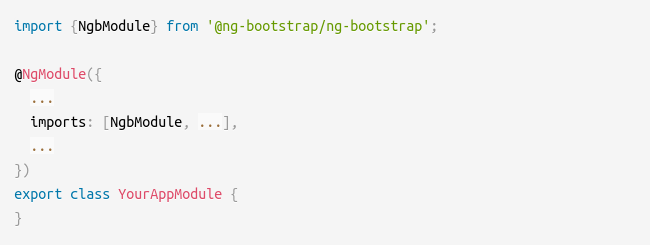 import {NgbModule} from '@ng-bootstrap/ng-bootstrap';
@NgModule({
...
imports: [NgbModule, ...],
...
})
export class YourAppModule {
}